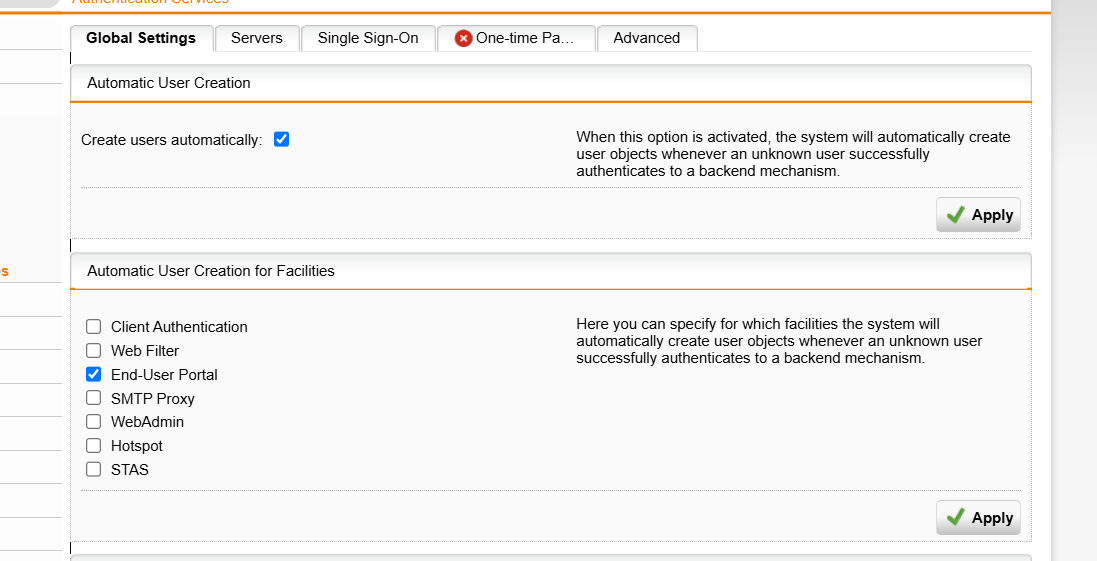 Authentication Services
Global Settings
Servers
Single Sign-On
One-time Pa...
Advanced
Automatic User Creation
Create users automatically:
When this option is activated, the system will automatically create
user objects whenever an unknown user successfully
authenticates to a backend mechanism.
Apply
Automatic User Creation for Facilities
Client Authentication
Web Filter
End-User Portal
SMTP Proxy
WebAdmin
Hotspot
STAS
Here you can specify for which facilities the system will
automatically create user objects whenever an unknown user
successfully authenticates to a backend mechanism.
Apply
s